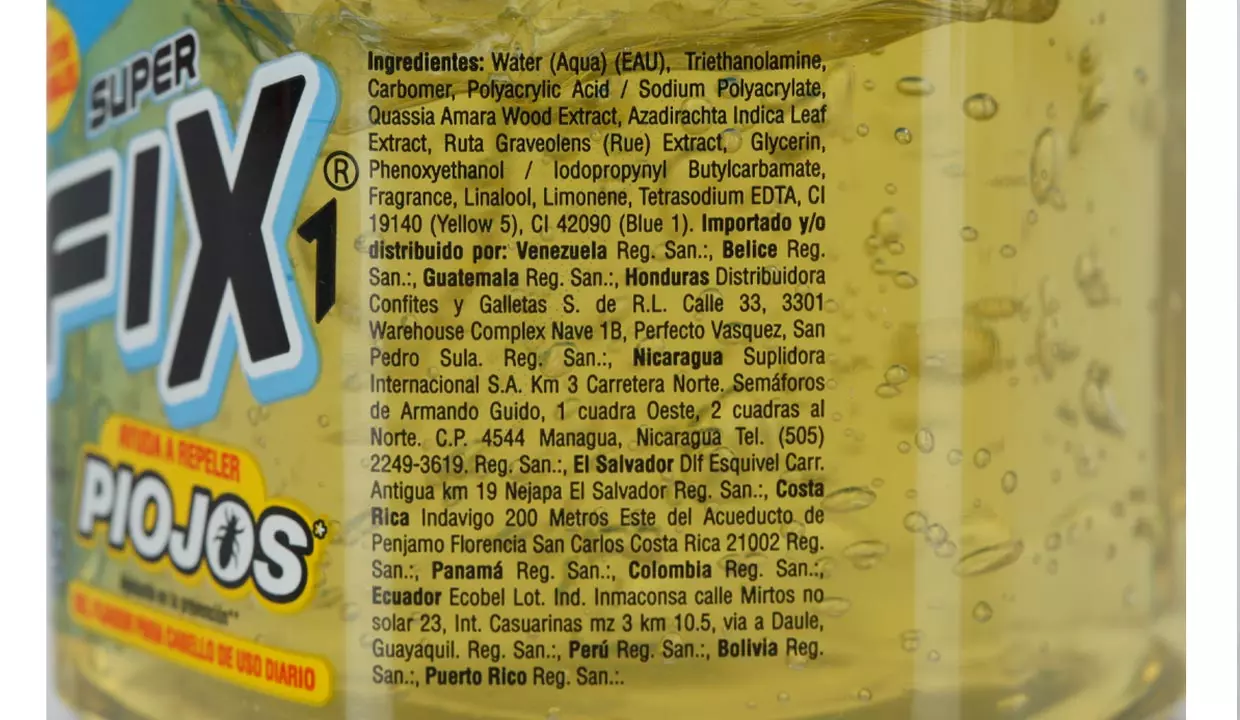 SUPER
FIX
®
1
AYUDA A REPELER
PIOJOS*
PARA CABELLO DE USO DIARIO
Ingredientes: Water (Aqua) (EAU), Triethanolamine,
Carbomer, Polyacrylic Acid / Sodium Polyacrylate,
Quassia Amara Wood Extract, Azadirachta Indica Leaf
Extract, Ruta Graveolens (Rue) Extract, Glycerin,
Phenoxyethanol / Iodopropynyl Butylcarbamate,
Fragrance, Linalool, Limonene, Tetrasodium EDTA, CI
19140 (Yellow 5), CI 42090 (Blue 1). Importado y/o
distribuido por: Venezuela Reg. San.:, Belice Reg.
San.:, Guatemala Reg. San.:, Honduras Distribuidora
Confites y Galletas S. de R.L. Calle 33, 3301
Warehouse Complex Nave 1B, Perfecto Vasquez, San
Pedro Sula. Reg. San.:, Nicaragua Suplidora
Internacional S.A. Km 3 Carretera Norte. Semáforos
de Armando Guido, 1 cuadra Oeste, 2 cuadras al
Norte. C.P. 4544 Managua, Nicaragua Tel. (505)
2249-3619. Reg. San.:, El Salvador Dlf Esquivel Carr.
Antigua km 19 Nejapa El Salvador Reg. San.:, Costa
Rica Indavigo 200 Metros Este del Acueducto de
Penjamo Florencia San Carlos Costa Rica 21002 Reg.
San.:, Panamá Reg. San.:, Colombia Reg. San.:,
Ecuador Ecobel Lot. Ind. Inmaconsa calle Mirtos no
solar 23, Int. Casuarinas mz 3 km 10.5, via a Daule,
Guayaquil. Reg. San.:, Perú Reg. San.:, Bolivia Reg.
San.:, Puerto Rico Reg. San.:.